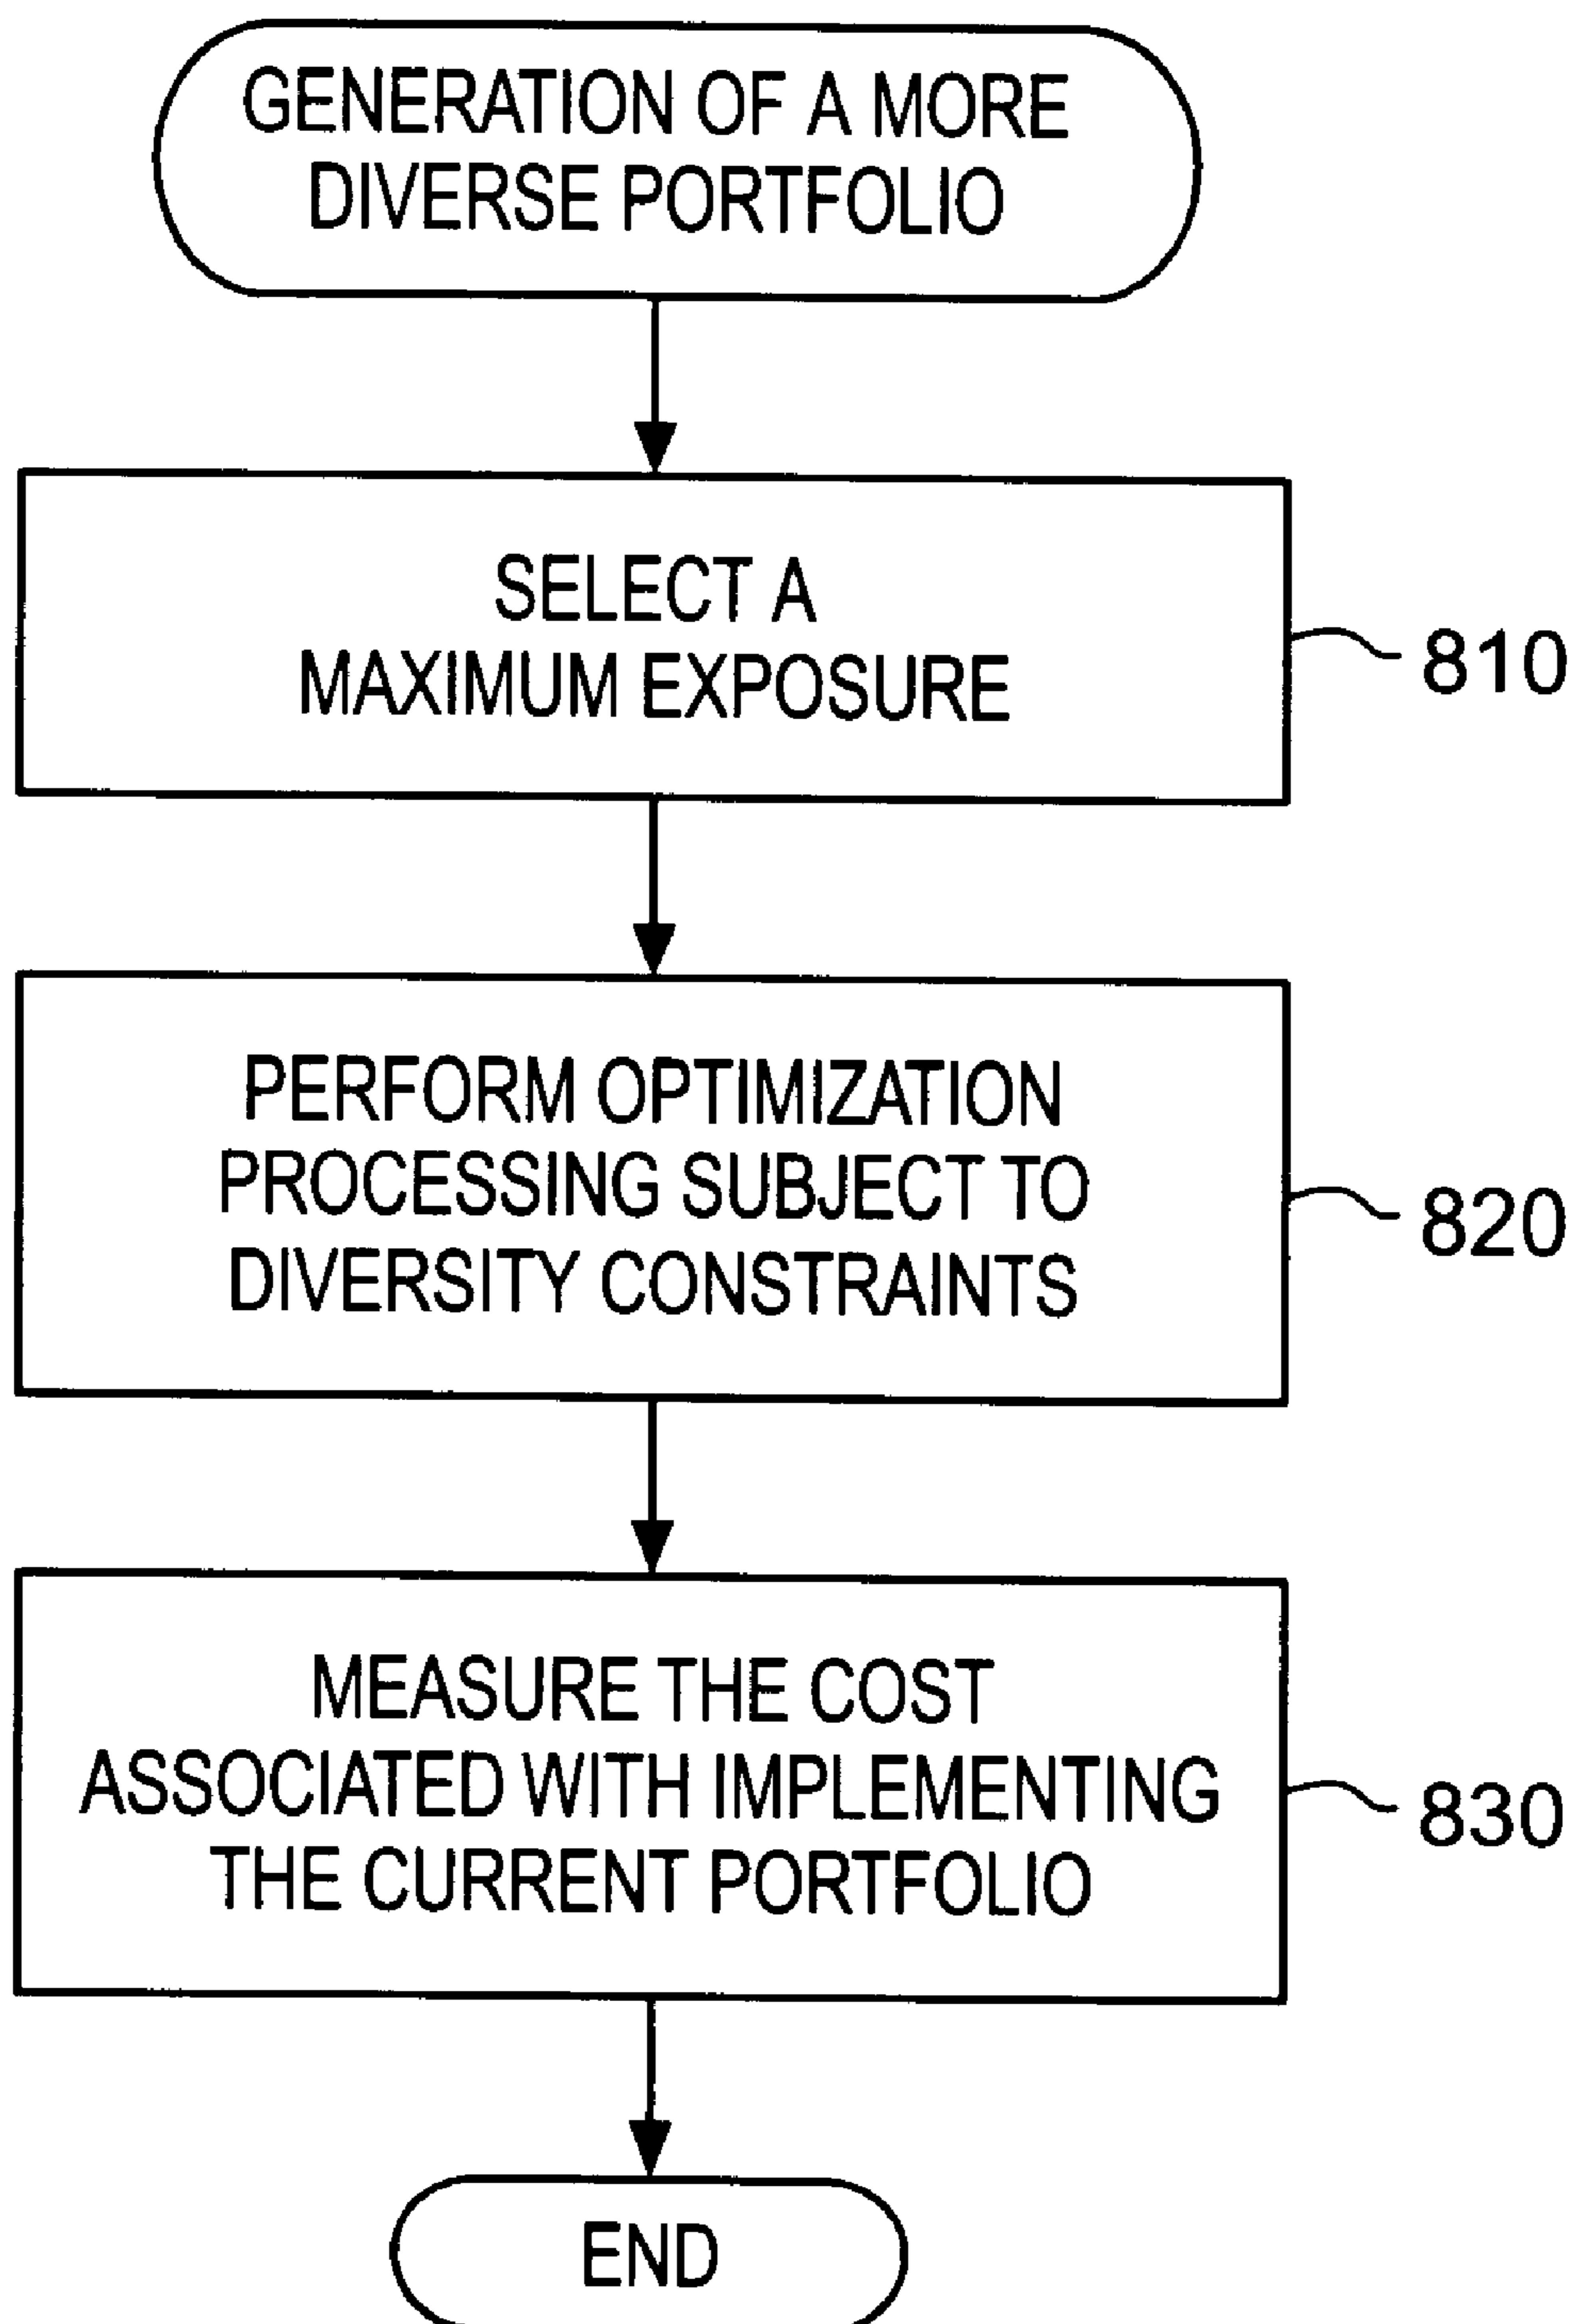 GENERATION OF A MORE
DIVERSE PORTFOLIO
SELECT A
MAXIMUM EXPOSURE
810
PERFORM OPTIMIZATION
PROCESSING SUBJECT TO
DIVERSITY CONSTRAINTS
820
MEASURE THE COST
ASSOCIATED WITH IMPLEMENTING
THE CURRENT PORTFOLIO
830
END